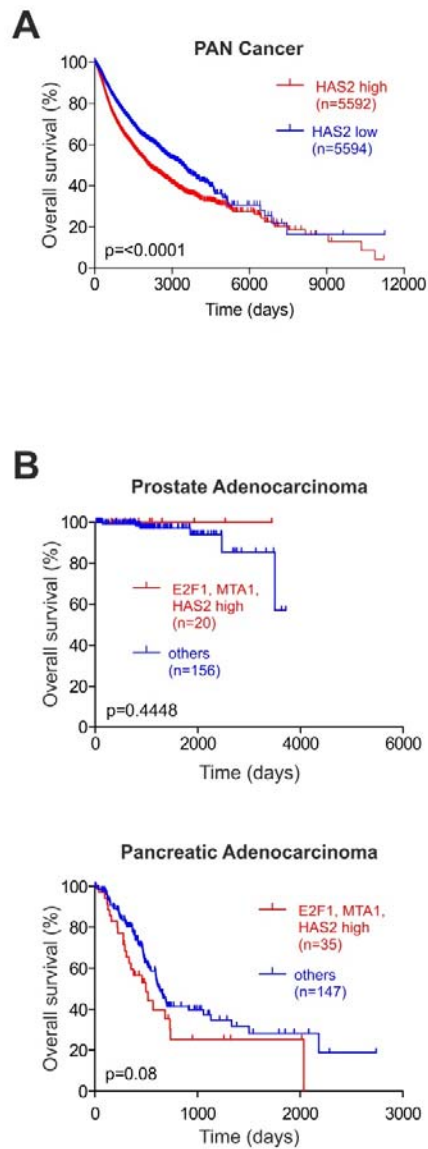 A
PAN Cancer
Overall survival (%)
100
80
60
40
20
0
HAS2 high
(n=5592)
HAS2 low
(n=5594)
p=<0.0001
0 3000 6000 9000 12000
Time (days)
B
Prostate Adenocarcinoma
Overall survival (%)
100
80
60
40
20
0
E2F1, MTA1,
HAS2 high
(n=20)
others
(n=156)
p=0.4448
0 2000 4000 6000
Time (days)
Pancreatic Adenocarcinoma
Overall survival (%)
100
80
60
40
20
0
E2F1, MTA1,
HAS2 high
(n=35)
others
(n=147)
p=0.08
0 1000 2000 3000
Time (days)